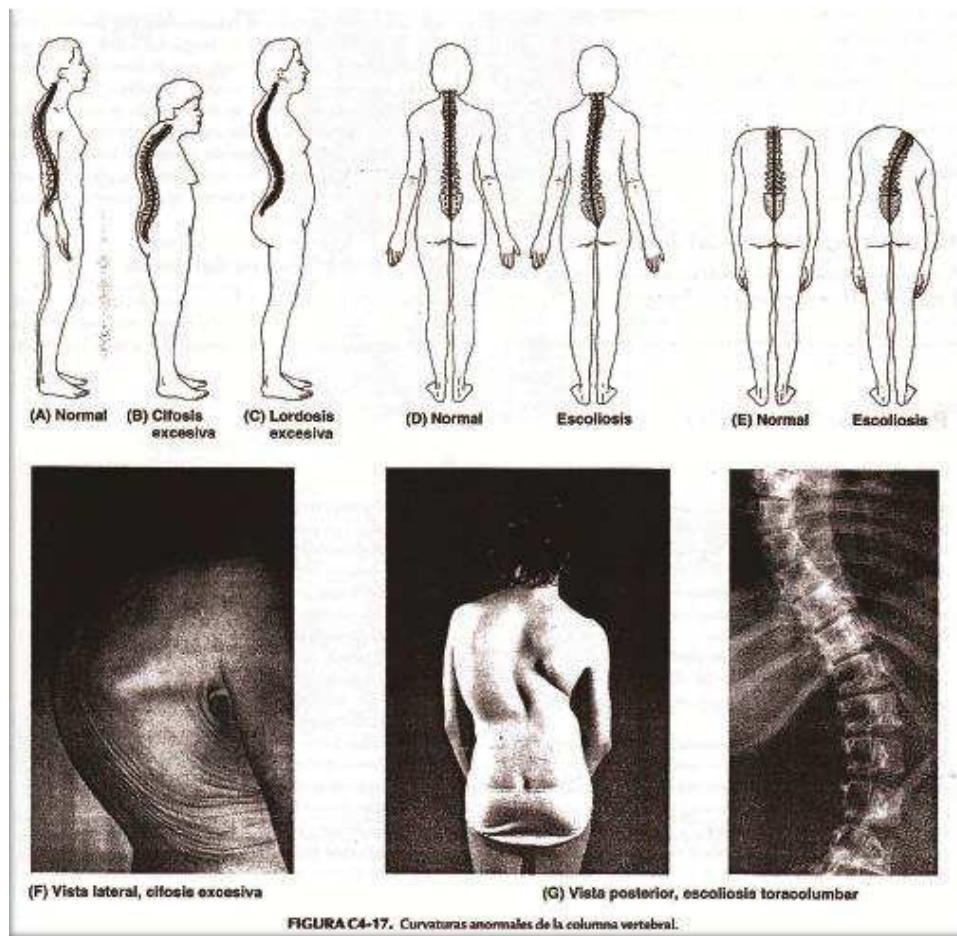 (A) Normal
(B) Cifosis
excesiva
(C) Lordosis
excesiva
(D) Normal
Escoliosis
(E) Normal
Escoliosis
(F) Vista lateral, cifosis excesiva
(G) Vista posterior, escoliosis toracolumbar
FIGURA C4-17. Curvaturas anormales de la columna vertebral.